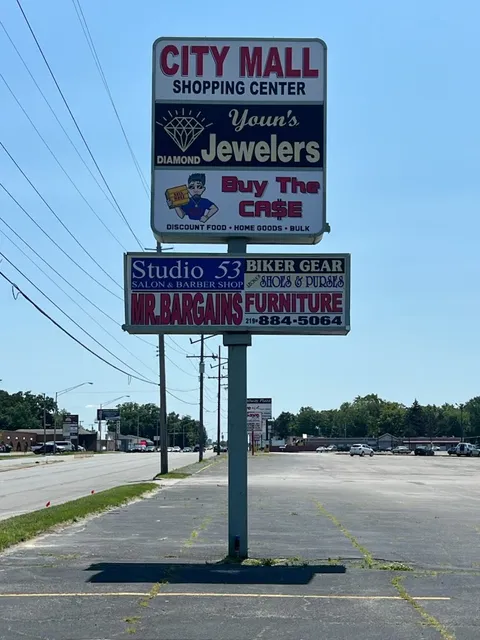 CITY MALL
SHOPPING CENTER
Youn's
DIAMOND Jewelers
Buy The
CA$E
DISCOUNT FOOD • HOME GOODS • BULK
Studio 53
SALON & BARBER SHOP
MR.BARGAINS
BIKER GEAR
SHOES & PURSES
FURNITURE
219• 884-5064